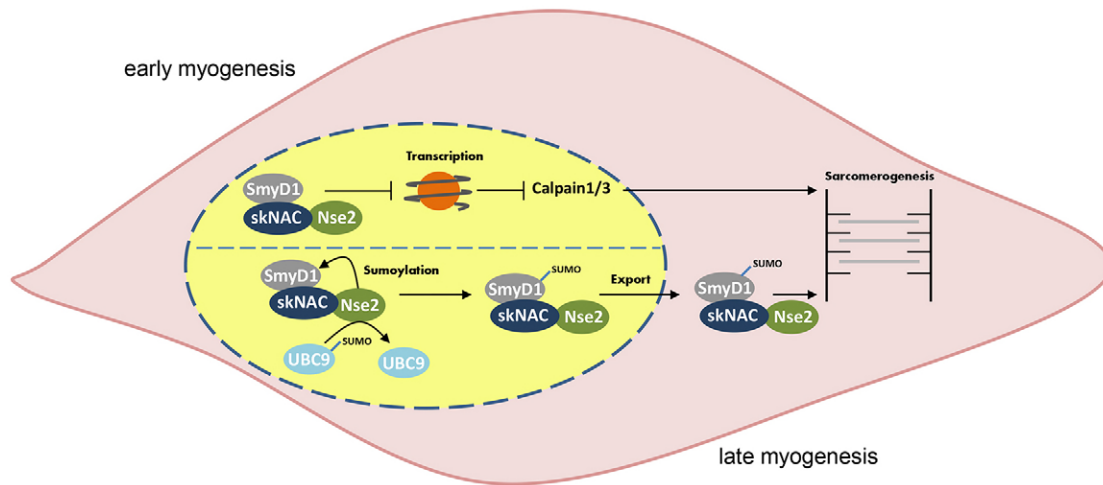 early myogenesis
Transcription
SmyD1
skNAC
Nse2
Calpain1/3
Sarcomerogenesis
SmyD1
skNAC
Nse2
Sumoylation
UBC9
SUMO
UBC9
SUMO
SmyD1
skNAC
Nse2
Export
SUMO
SmyD1
skNAC
Nse2
late myogenesis